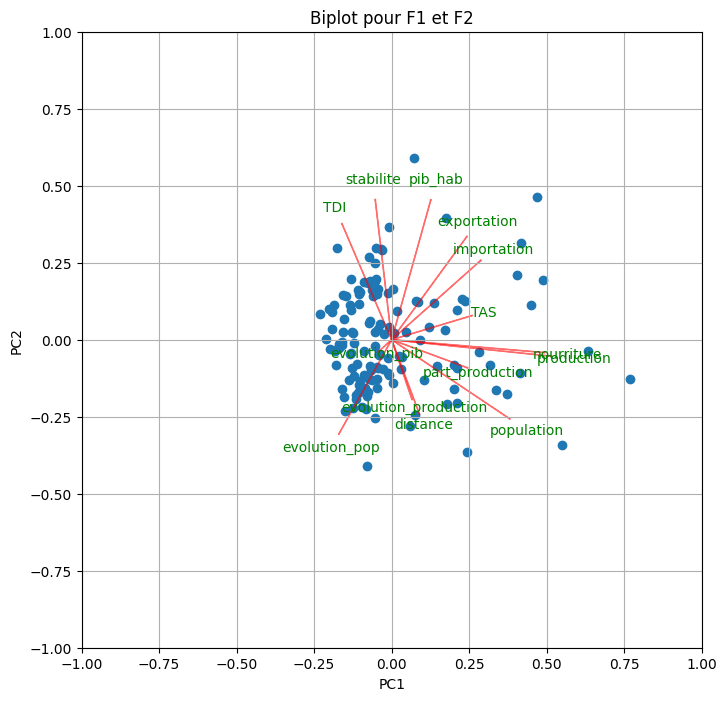 Biplot pour F1 et F2
1.00
0.75
0.50
0.25
0.00
−0.25
−0.50
−0.75
−1.00
PC2
stabilite
pib_hab
TDI
exportation
importation
TAS
evolution_pib
nourriture
production
part_production
evolution_production
distance
population
evolution_pop
−1.00 −0.75 −0.50 −0.25 0.00 0.25 0.50 0.75 1.00
PC1